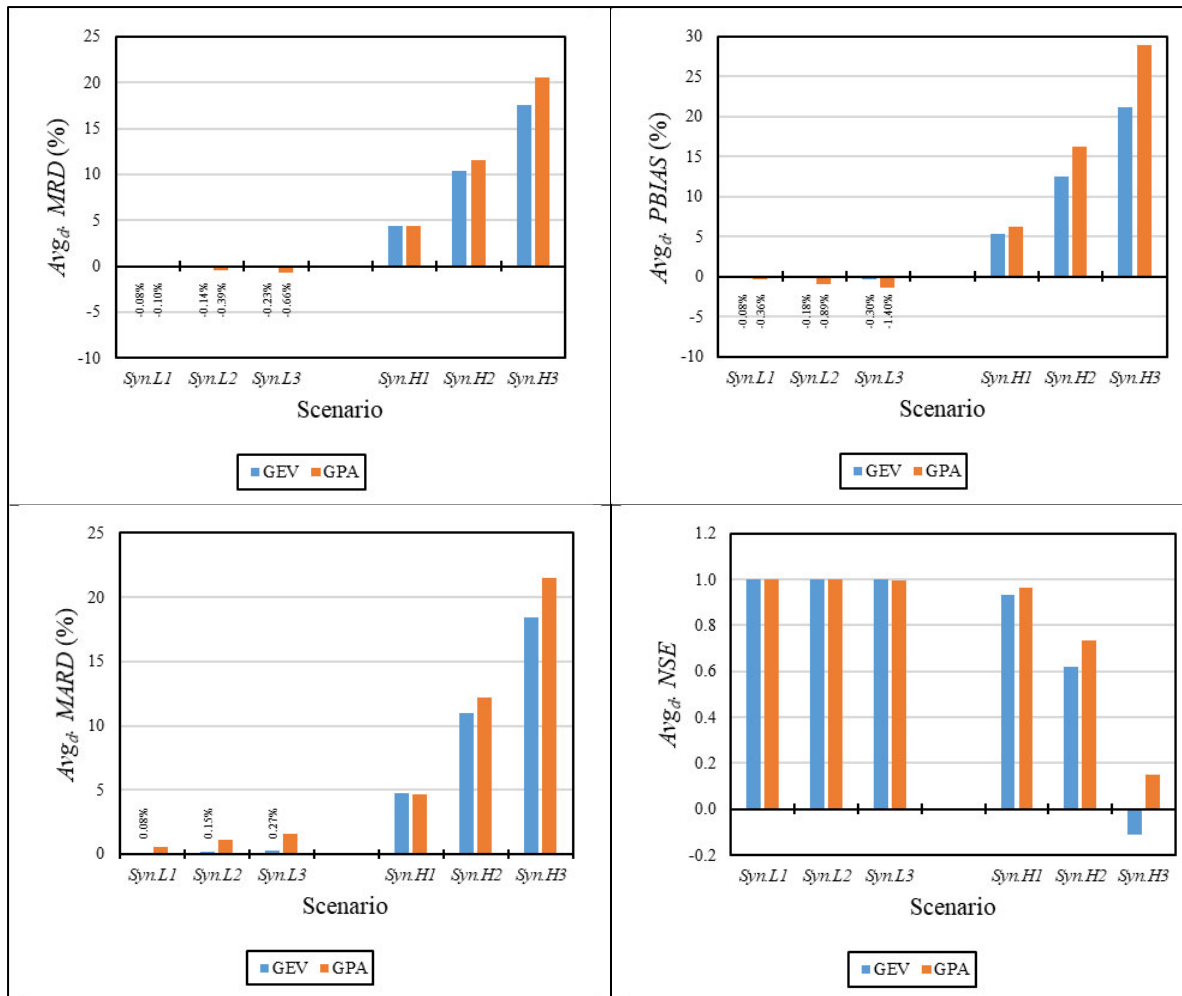 25
20
15
10
5
0
-5
-10
Avgd. MRD (%)
-0.08%
-0.10%
-0.14%
-0.39%
-0.23%
-0.66%
Syn.L1 Syn.L2 Syn.L3 Syn.H1 Syn.H2 Syn.H3
Scenario
GEV GPA
30
25
20
15
10
5
0
-5
-10
Avgd. PBIAS (%)
-0.08%
-0.36%
-0.18%
-0.89%
-0.30%
-1.40%
Syn.L1 Syn.L2 Syn.L3 Syn.H1 Syn.H2 Syn.H3
Scenario
GEV GPA
25
20
15
10
5
0
Avgd. MARD (%)
0.08%
0.15%
0.27%
Syn.L1 Syn.L2 Syn.L3 Syn.H1 Syn.H2 Syn.H3
Scenario
GEV GPA
1.2
1.0
0.8
0.6
0.4
0.2
0.0
-0.2
Avgd. NSE
Syn.L1 Syn.L2 Syn.L3 Syn.H1 Syn.H2 Syn.H3
Scenario
GEV GPA